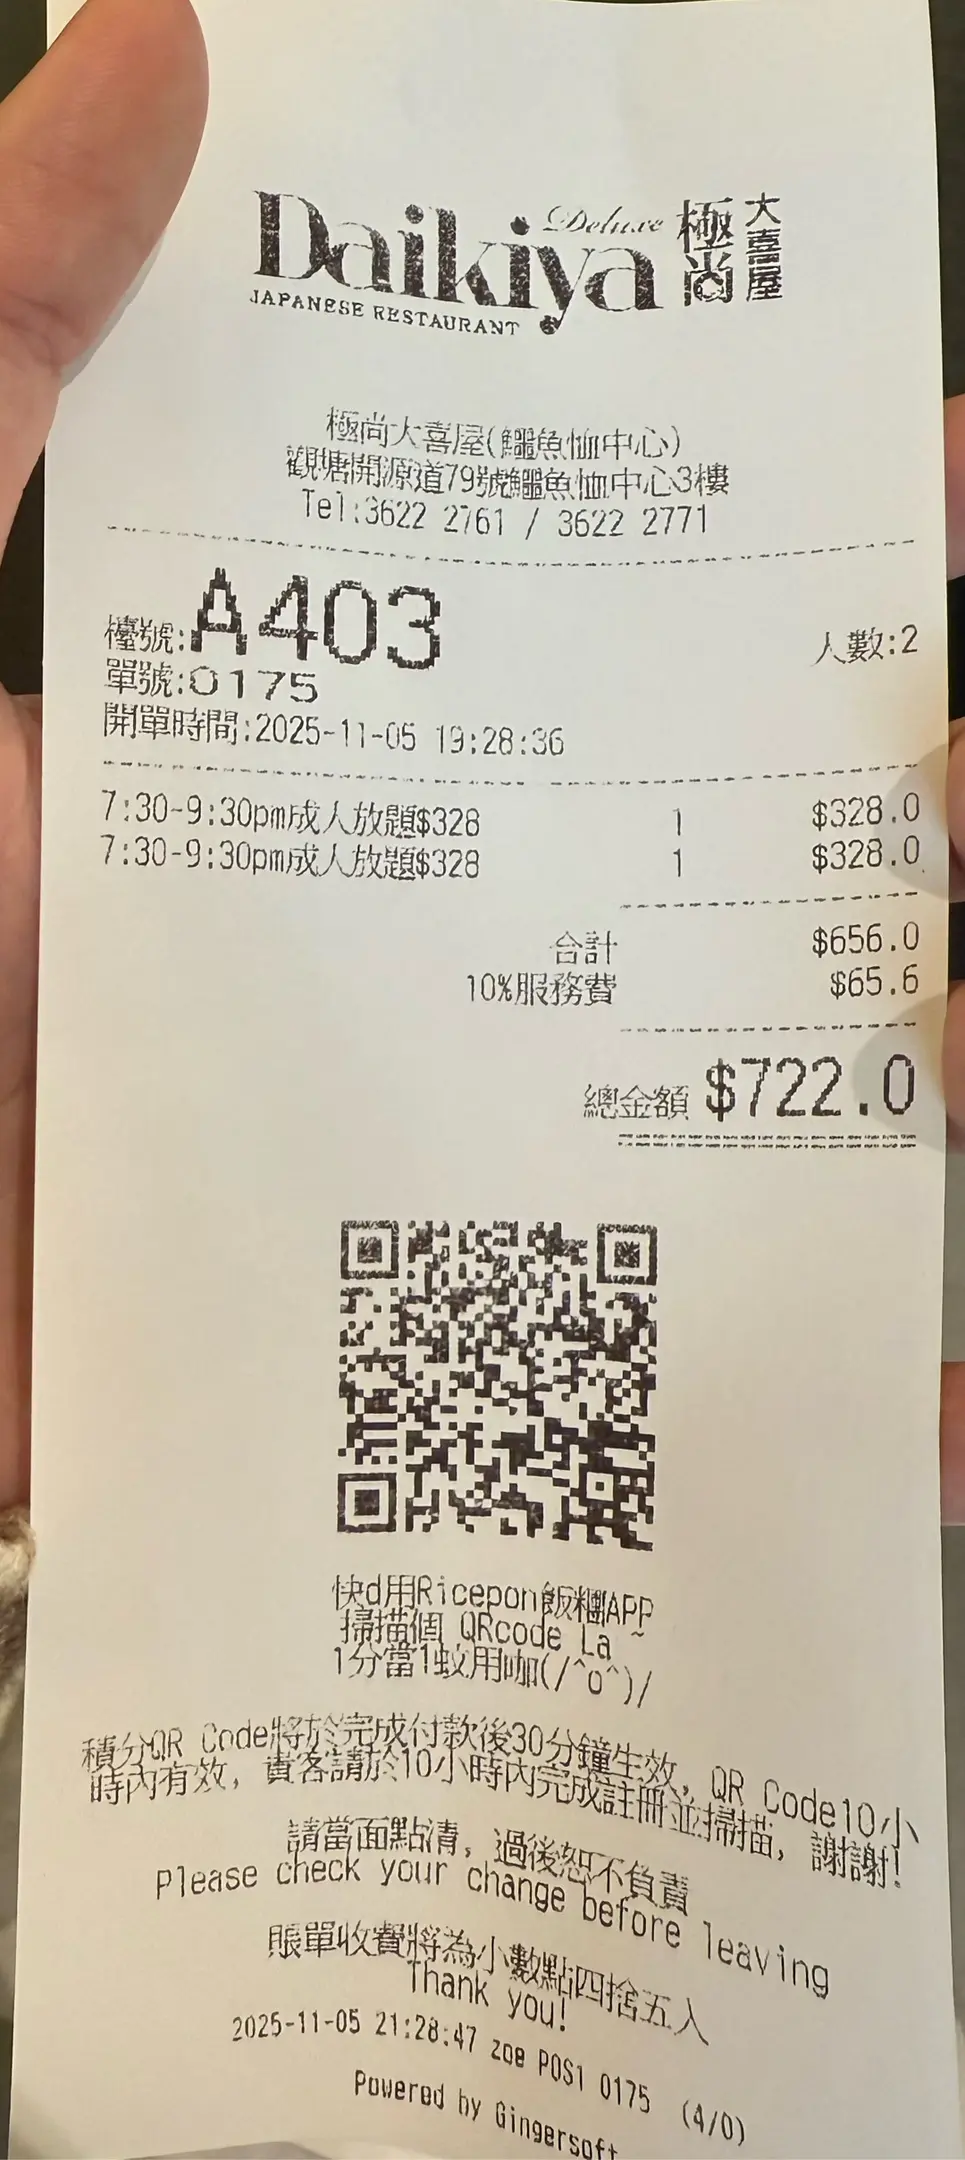 Daikiya Deluxe 極尚 大喜屋
JAPANESE RESTAURANT
極尚大喜屋(鱷魚恤中心)
觀塘開源道79號鱷魚恤中心3樓
Tel:3622 2761 / 3622 2771
檯號:A403 人數:2
單號:0175
開單時間:2025-11-05 19:28:36
7:30-9:30pm成人放題$328 1 $328.0
7:30-9:30pm成人放題$328 1 $328.0
合計 $656.0
10%服務費 $65.6
總金額 $722.0
快d用Ricepon飯糰APP
掃描個 QRcode La ~
1分當1蚊用咖(/^o^)/
積分QR Code將於完成付款後30分鐘生效, QR Code10小
時內有效, 貴客請於10小時內完成註冊並掃描, 謝謝!
請當面點清, 過後恕不負責
Please check your change before leaving
賬單收費將為小數點四捨五入
Thank you!
2025-11-05 21:28:47 zoe POS1 0175 (4/0)
Powered by Gingersoft